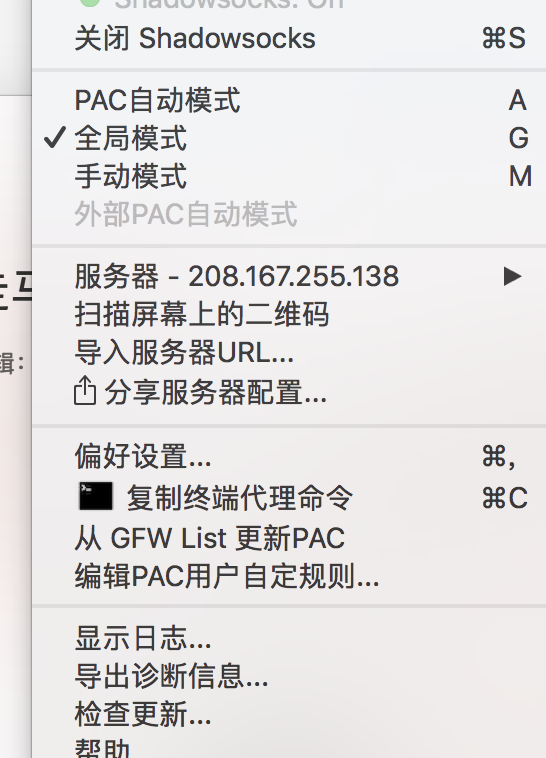 Shadowsocks: On
关闭 Shadowsocks ⌘S
PAC自动模式 A
✓ 全局模式 G
手动模式 M
外部PAC自动模式
服务器 - 208.167.255.138 ▶
扫描屏幕上的二维码
导入服务器URL...
分享服务器配置...
偏好设置... ⌘,
复制终端代理命令 ⌘C
从 GFW List 更新PAC
编辑PAC用户自定规则...
显示日志...
导出诊断信息...
检查更新...
帮助
辑: